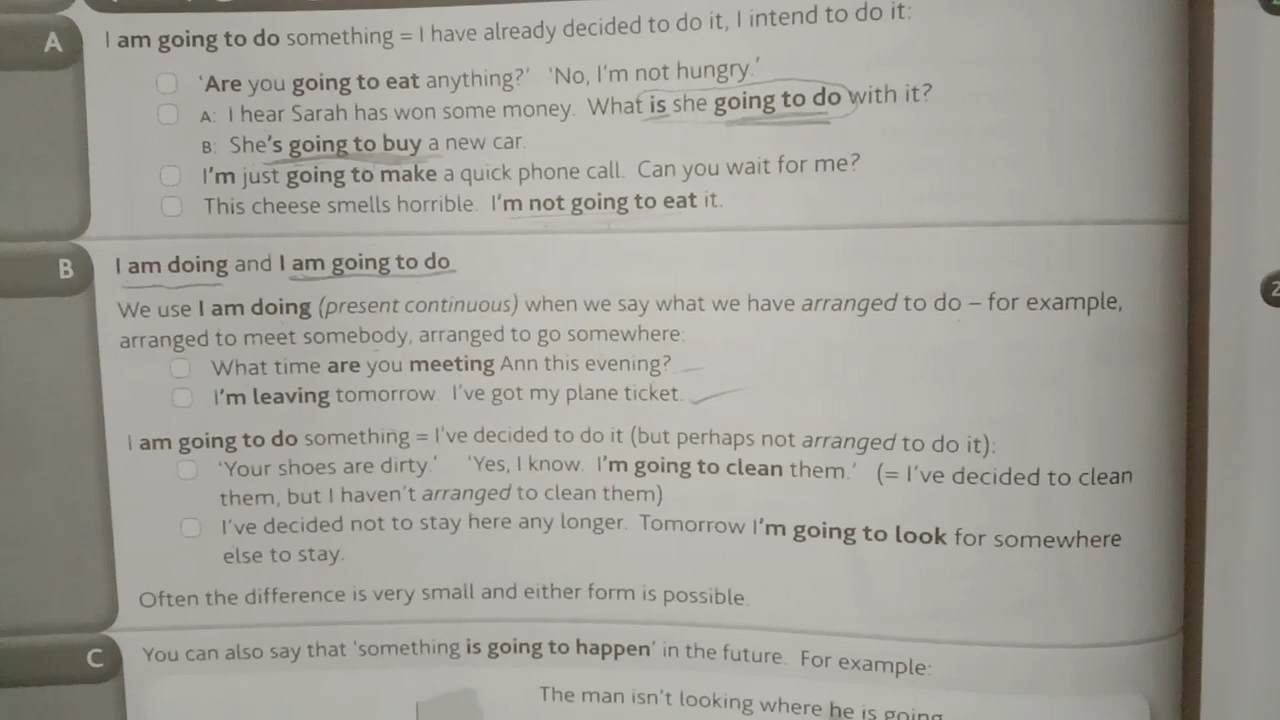 A
I am going to do something = I have already decided to do it, I intend to do it:
'Are you going to eat anything?' 'No, I'm not hungry.'
A: I hear Sarah has won some money. What is she going to do with it?
B: She's going to buy a new car.
I'm just going to make a quick phone call. Can you wait for me?
This cheese smells horrible. I'm not going to eat it.
B
I am doing and I am going to do
We use I am doing (present continuous) when we say what we have arranged to do – for example,
arranged to meet somebody, arranged to go somewhere:
What time are you meeting Ann this evening?
I'm leaving tomorrow. I've got my plane ticket.
I am going to do something = I've decided to do it (but perhaps not arranged to do it):
'Your shoes are dirty.' 'Yes, I know. I'm going to clean them.' (= I've decided to clean
them, but I haven't arranged to clean them)
I've decided not to stay here any longer. Tomorrow I'm going to look for somewhere
else to stay.
Often the difference is very small and either form is possible.
C
You can also say that 'something is going to happen' in the future. For example:
The man isn't looking where he is going.
2